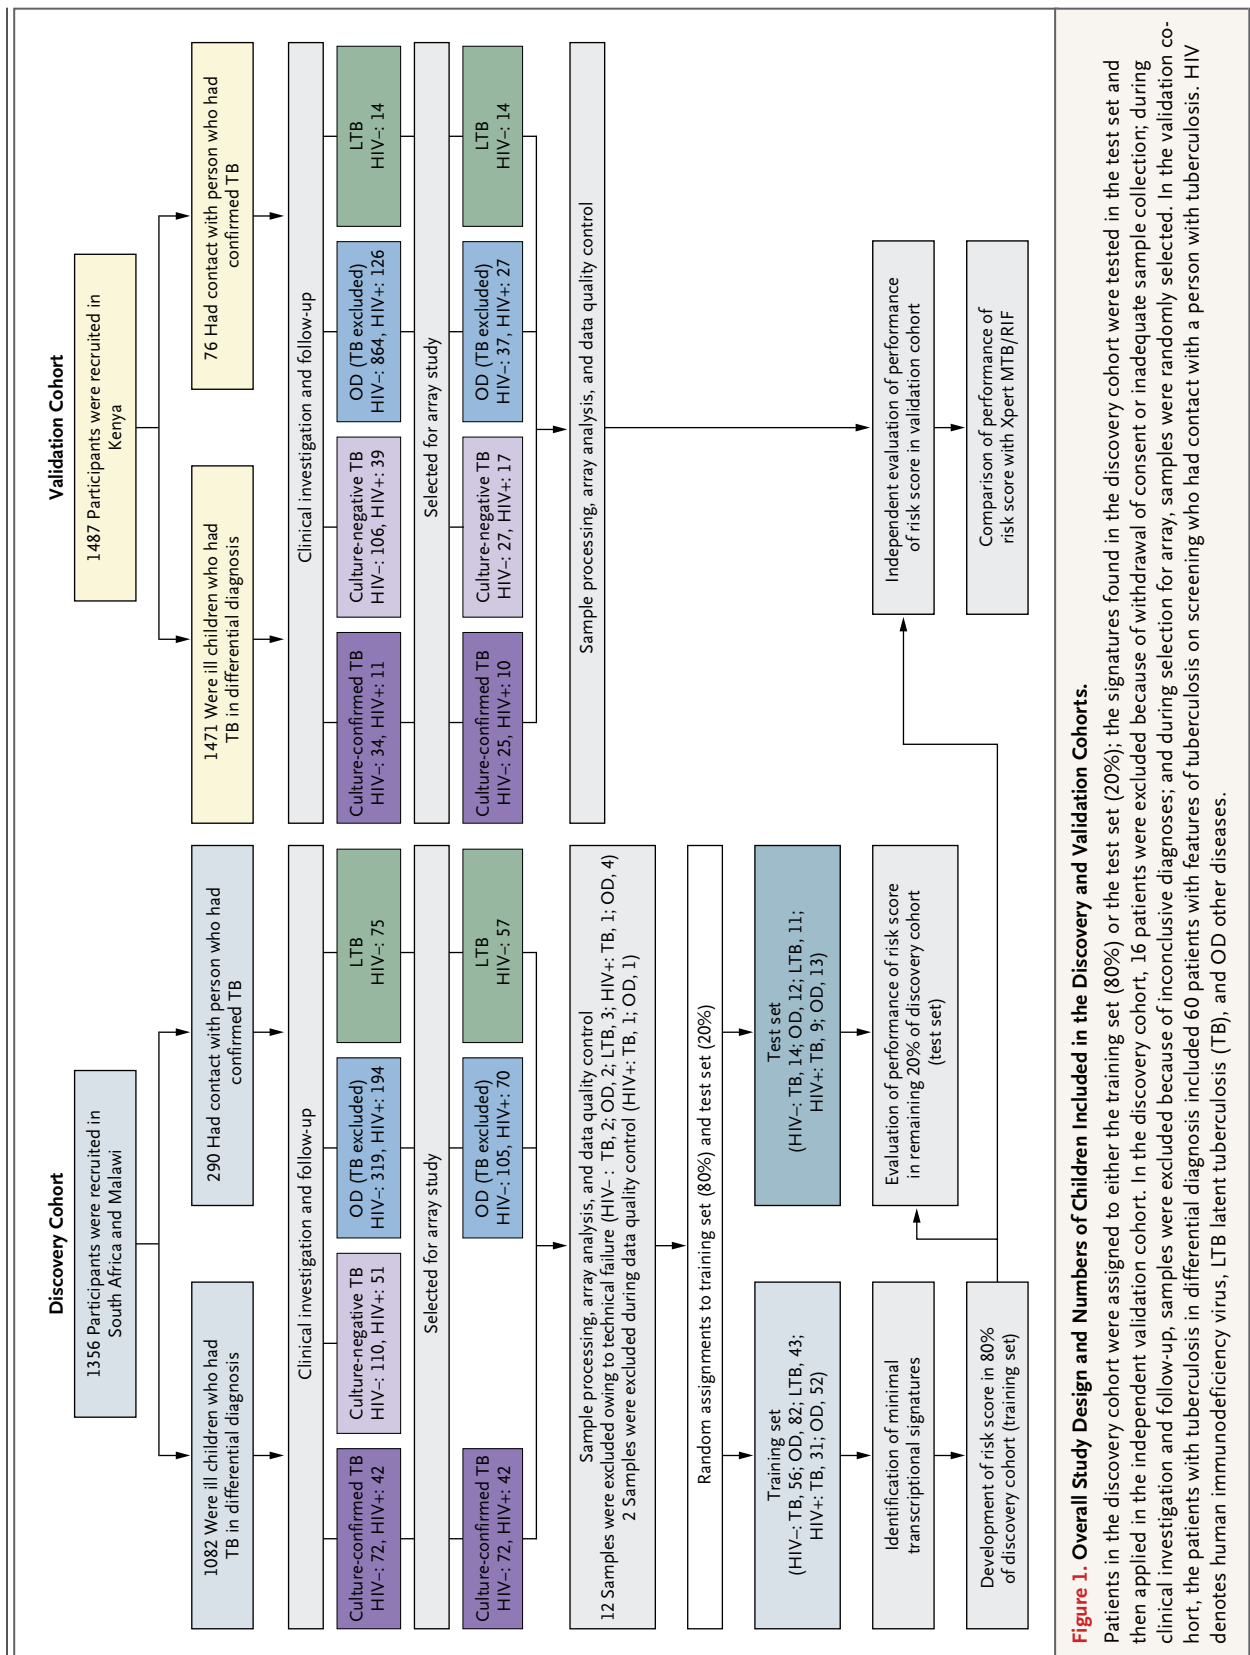 Discovery Cohort
1356 Participants were recruited in
South Africa and Malawi
1082 Were ill children who had
TB in differential diagnosis
290 Had contact with person who had
confirmed TB
Clinical investigation and follow-up
Culture-confirmed TB
HIV−: 72, HIV+: 42
Culture-negative TB
HIV−: 110, HIV+: 51
OD (TB excluded)
HIV−: 319, HIV+: 194
LTB
HIV−: 75
Selected for array study
Culture-confirmed TB
HIV−: 72, HIV+: 42
OD (TB excluded)
HIV−: 105, HIV+: 70
LTB
HIV−: 57
Sample processing, array analysis, and data quality control
12 Samples were excluded owing to technical failure (HIV− : TB, 2; OD, 2; LTB, 3; HIV+: TB, 1; OD, 4)
2 Samples were excluded during data quality control (HIV+: TB, 1; OD, 1)
Random assignments to training set (80%) and test set (20%)
Training set
(HIV−: TB, 56; OD, 82; LTB, 43;
HIV+: TB, 31; OD, 52)
Test set
(HIV−: TB, 14; OD, 12; LTB, 11;
HIV+: TB, 9; OD, 13)
Identification of minimal
transcriptional signatures
Evaluation of performance of risk score
in remaining 20% of discovery cohort
(test set)
Development of risk score in 80%
of discovery cohort (training set)
Validation Cohort
1487 Participants were recruited in
Kenya
1471 Were ill children who had
TB in differential diagnosis
76 Had contact with person who had
confirmed TB
Clinical investigation and follow-up
Culture-confirmed TB
HIV−: 34, HIV+: 11
Culture-negative TB
HIV−: 106, HIV+: 39
OD (TB excluded)
HIV−: 864, HIV+: 126
LTB
HIV−: 14
Selected for array study
Culture-confirmed TB
HIV−: 25, HIV+: 10
Culture-negative TB
HIV−: 27, HIV+: 17
OD (TB excluded)
HIV−: 37, HIV+: 27
LTB
HIV−: 14
Sample processing, array analysis, and data quality control
Independent evaluation of performance
of risk score in validation cohort
Comparison of performance of
risk score with Xpert MTB/RIF
Figure 1. Overall Study Design and Numbers of Children Included in the Discovery and Validation Cohorts.
Patients in the discovery cohort were assigned to either the training set (80%) or the test set (20%); the signatures found in the discovery cohort were tested in the test set and
then applied in the independent validation cohort. In the discovery cohort, 16 patients were excluded because of withdrawal of consent or inadequate sample collection; during
clinical investigation and follow-up, samples were excluded because of inconclusive diagnoses; and during selection for array, samples were randomly selected. In the validation co-
hort, the patients with tuberculosis in differential diagnosis included 60 patients with features of tuberculosis on screening who had contact with a person with tuberculosis. HIV
denotes human immunodeficiency virus, LTB latent tuberculosis (TB), and OD other diseases.